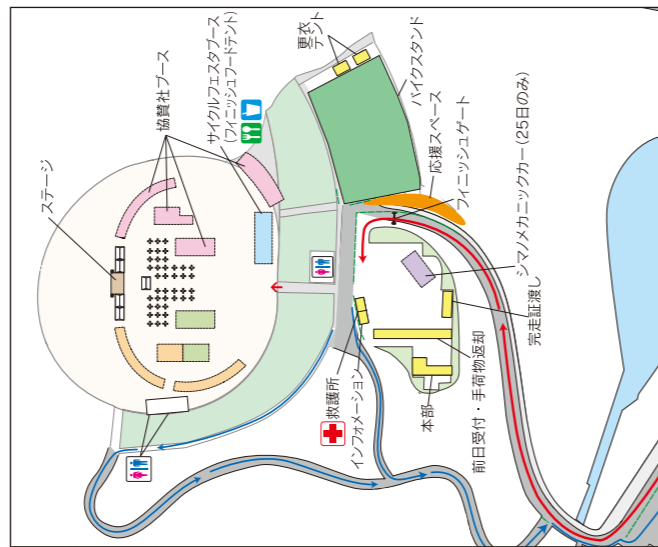 ステージ
協賛社ブース
サイクルフェスタブース
(フィニッシュフードテント)
更衣
テント
バイクスタンド
応援スペース
フィニッシュゲート
シマノメカニックカー(25日のみ)
完走証渡し
前日受付・手荷物返却
本部
インフォメーション
救護所